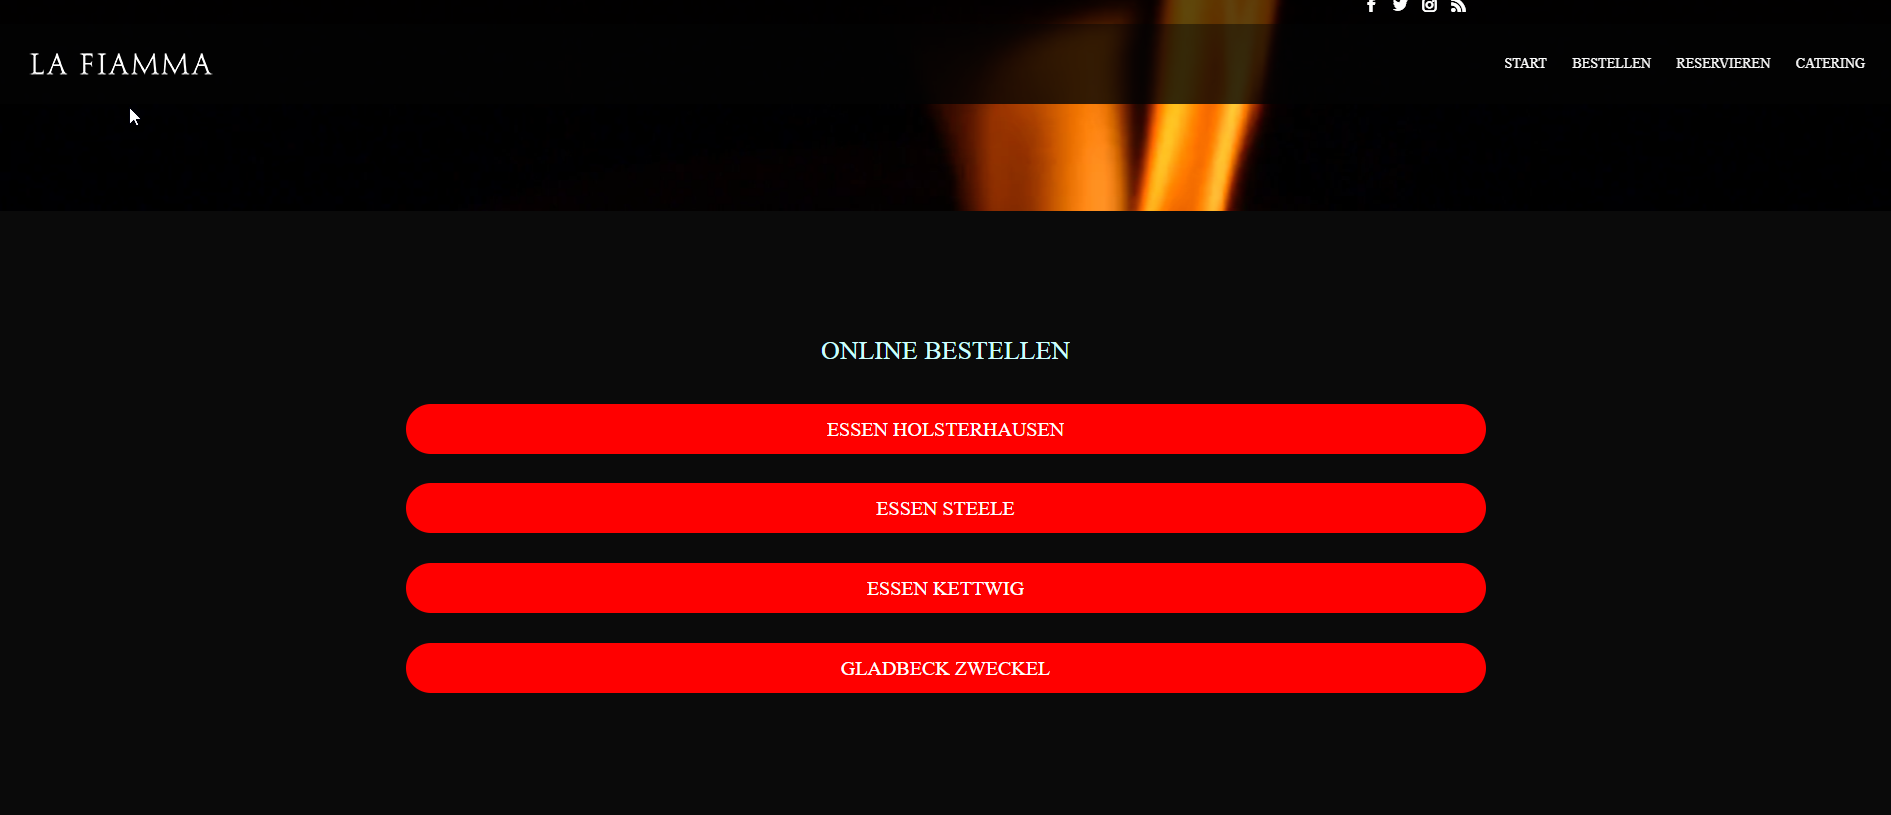 LA FIAMMA
START BESTELLEN RESERVIEREN CATERING
ONLINE BESTELLEN
ESSEN HOLSTERHAUSEN
ESSEN STEELE
ESSEN KETTWIG
GLADBECK ZWECKEL